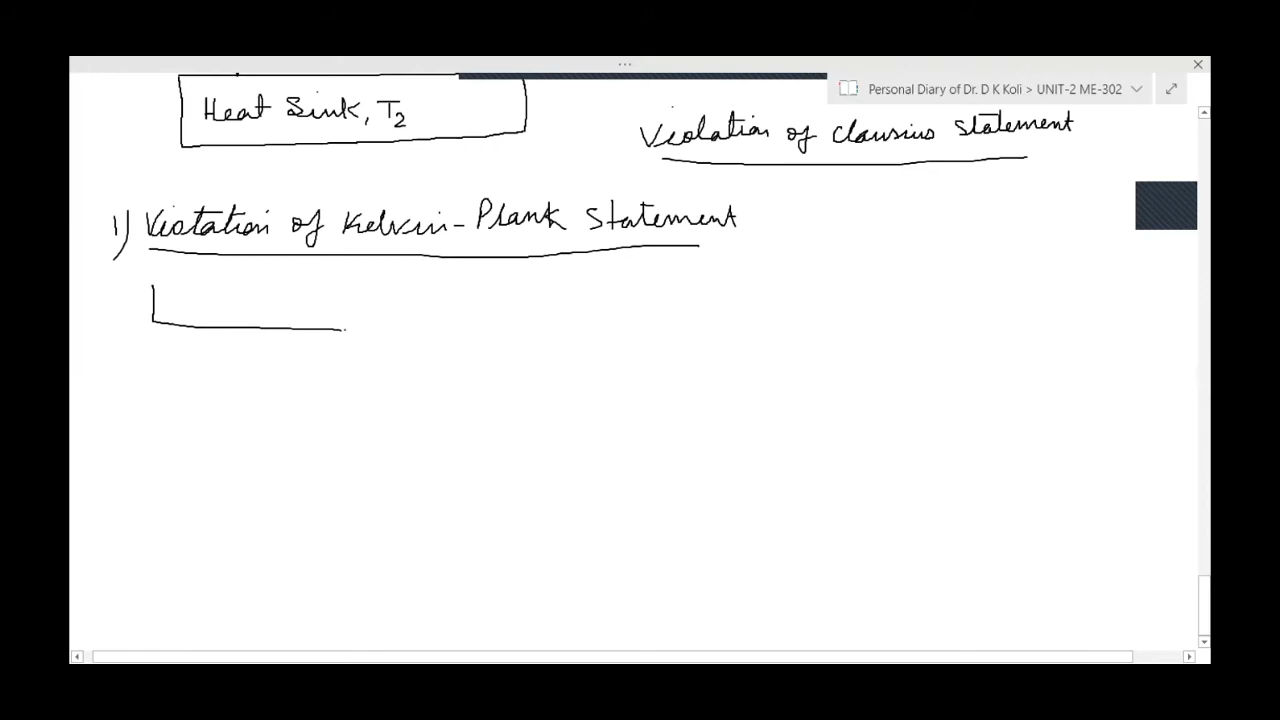 Personal Diary of Dr. D K Koli > UNIT-2 ME-302
Heat Sink, T2
Violation of Clausius Statement
1) Violation of Kelvin-Plank Statement